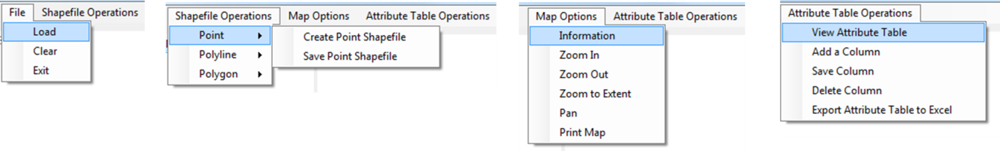 File Shapefile Operations
Load
Clear
Exit
Shapefile Operations Map Options Attribute Table Operations
Point Create Point Shapefile
Polyline Save Point Shapefile
Polygon
Map Options Attribute Table Operations
Information
Zoom In
Zoom Out
Zoom to Extent
Pan
Print Map
Attribute Table Operations
View Attribute Table
Add a Column
Save Column
Delete Column
Export Attribute Table to Excel